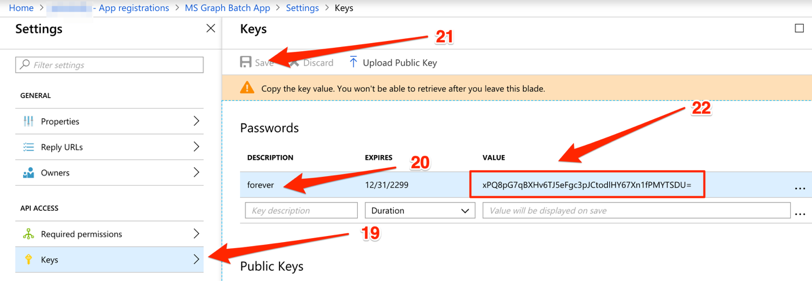 Home > - App registrations > MS Graph Batch App > Settings > Keys
Settings
Keys
21
Save
Discard
Upload Public Key
Filter settings
Copy the key value. You won't be able to retrieve after you leave this blade.
GENERAL
Properties
Reply URLs
Owners
22
Passwords
DESCRIPTION
EXPIRES
20
VALUE
forever
12/31/2299
xPQ8pG7qBXHv6TJ5eFgc3pJCtodlHY67Xn1fPMYTSDU=
Key description
Duration
Value will be displayed on save
API ACCESS
Required permissions
19
Keys
Public Keys